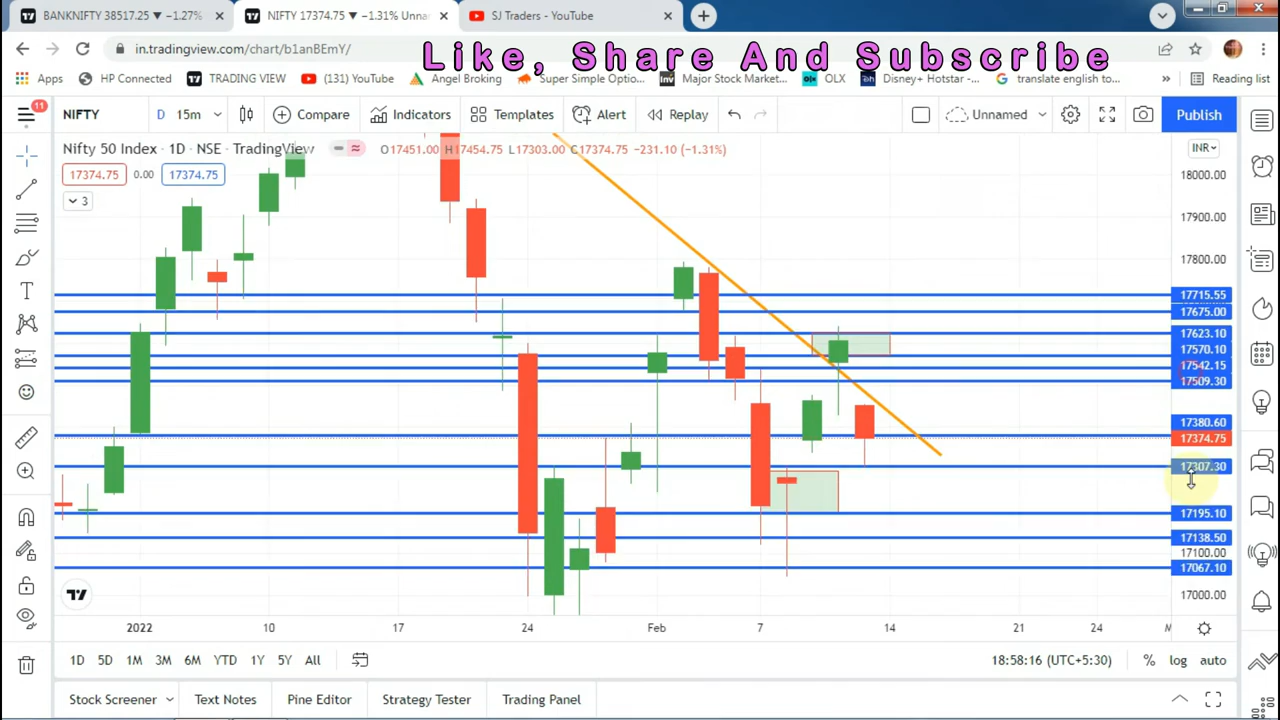 BANKNIFTY 38517.25 ▼ −1.27%
NIFTY 17374.75 ▼ −1.31% Unna
SJ Traders - YouTube
in.tradingview.com/chart/b1anBEmY/
Like, Share And Subscribe
Apps HP Connected TRADING VIEW (131) YouTube Angel Broking Super Simple Optio... Major Stock Market... OLX Disney+ Hotstar -... translate english to... » Reading list
11
NIFTY D 15m Compare Indicators Templates Alert Replay Unnamed Publish
Nifty 50 Index · 1D · NSE · TradingView O17451.00 H17454.75 L17303.00 C17374.75 −231.10 (−1.31%) INR
17374.75 0.00 17374.75
3
18000.00
17900.00
17800.00
17715.55
17675.00
17623.10
17570.10
17542.15
17509.30
17380.60
17374.75
17307.30
17195.10
17138.50
17100.00
17067.10
17000.00
2022 10 17 24 Feb 7 14 21 24
1D 5D 1M 3M 6M YTD 1Y 5Y All 18:58:16 (UTC+5:30) % log auto
Stock Screener Text Notes Pine Editor Strategy Tester Trading Panel